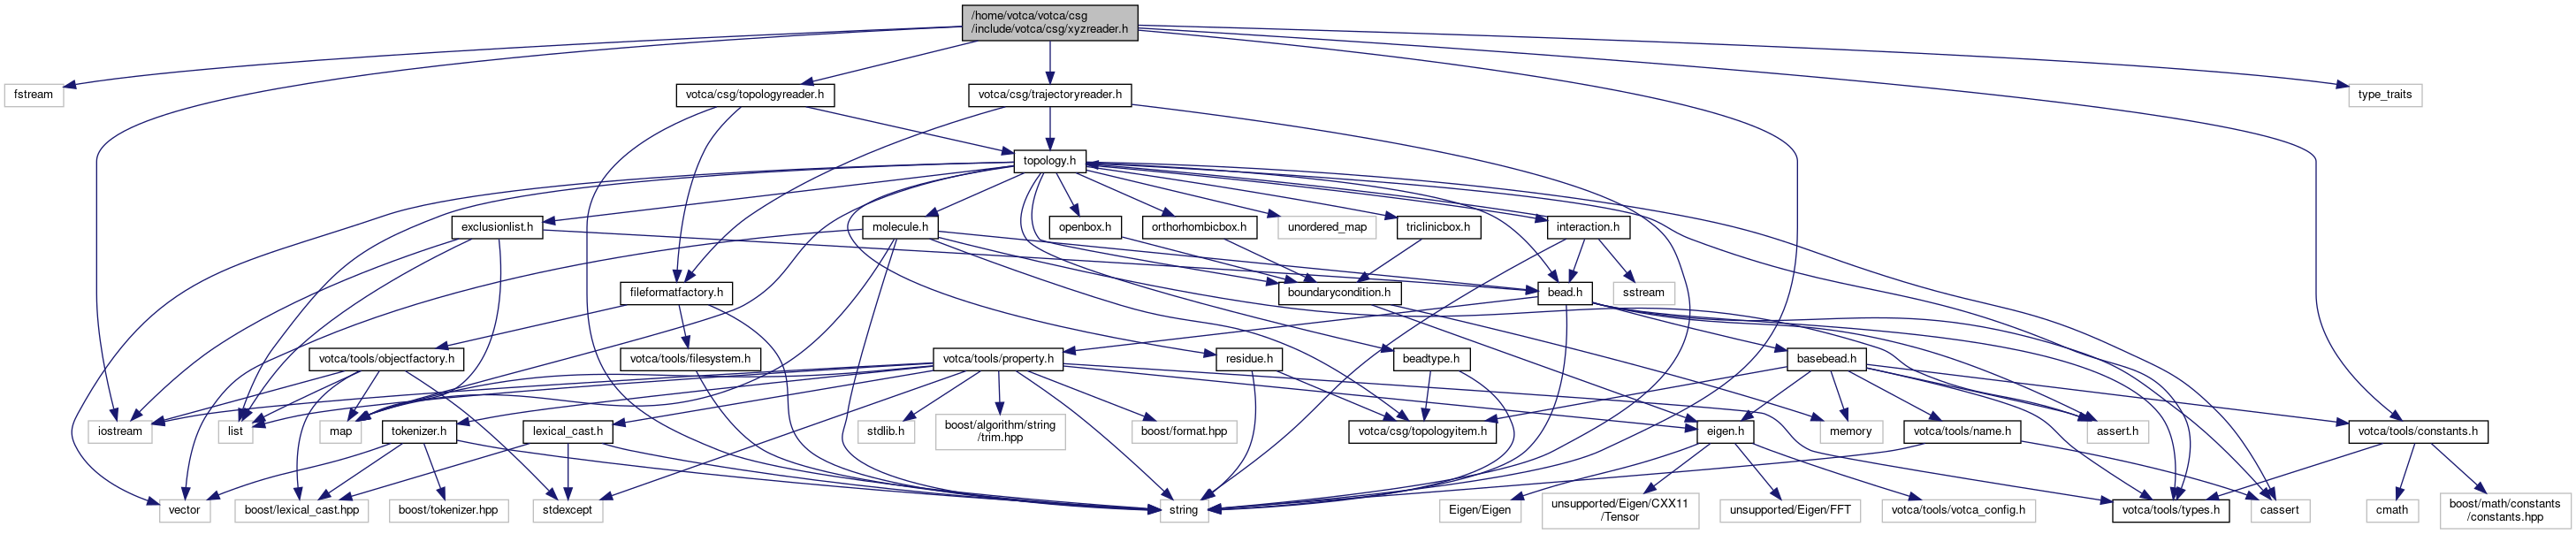 /home/votca/votca/csg
/include/votca/csg/xyzreader.h
fstream
votca/csg/topologyreader.h
votca/csg/trajectoryreader.h
type_traits
topology.h
exclusionlist.h
molecule.h
openbox.h
orthorhombicbox.h
unordered_map
triclinicbox.h
interaction.h
fileformatfactory.h
boundarycondition.h
bead.h
sstream
votca/tools/objectfactory.h
votca/tools/filesystem.h
votca/tools/property.h
residue.h
beadtype.h
basebead.h
iostream
list
map
tokenizer.h
lexical_cast.h
stdlib.h
boost/algorithm/string
/trim.hpp
boost/format.hpp
votca/csg/topologyitem.h
eigen.h
memory
votca/tools/name.h
assert.h
votca/tools/constants.h
vector
boost/lexical_cast.hpp
boost/tokenizer.hpp
stdexcept
string
Eigen/Eigen
unsupported/Eigen/CXX11
/Tensor
unsupported/Eigen/FFT
votca/tools/votca_config.h
votca/tools/types.h
cassert
cmath
boost/math/constants
/constants.hpp